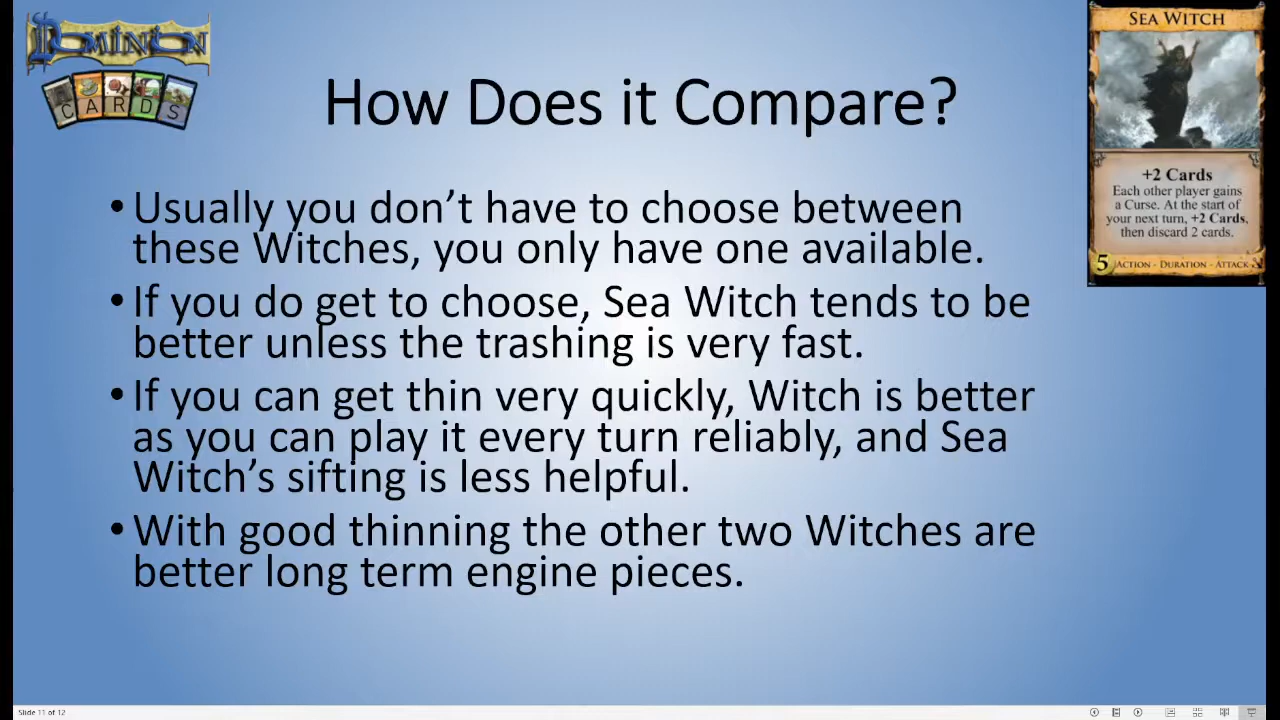 DOMINION
CARDS
How Does it Compare?
• Usually you don’t have to choose between
these Witches, you only have one available.
• If you do get to choose, Sea Witch tends to be
better unless the trashing is very fast.
• If you can get thin very quickly, Witch is better
as you can play it every turn reliably, and Sea
Witch’s sifting is less helpful.
• With good thinning the other two Witches are
better long term engine pieces.
SEA WITCH
+2 Cards
Each other player gains
a Curse. At the start of
your next turn, +2 Cards,
then discard 2 cards.
5 ACTION - DURATION - ATTACK
Slide 11 of 12